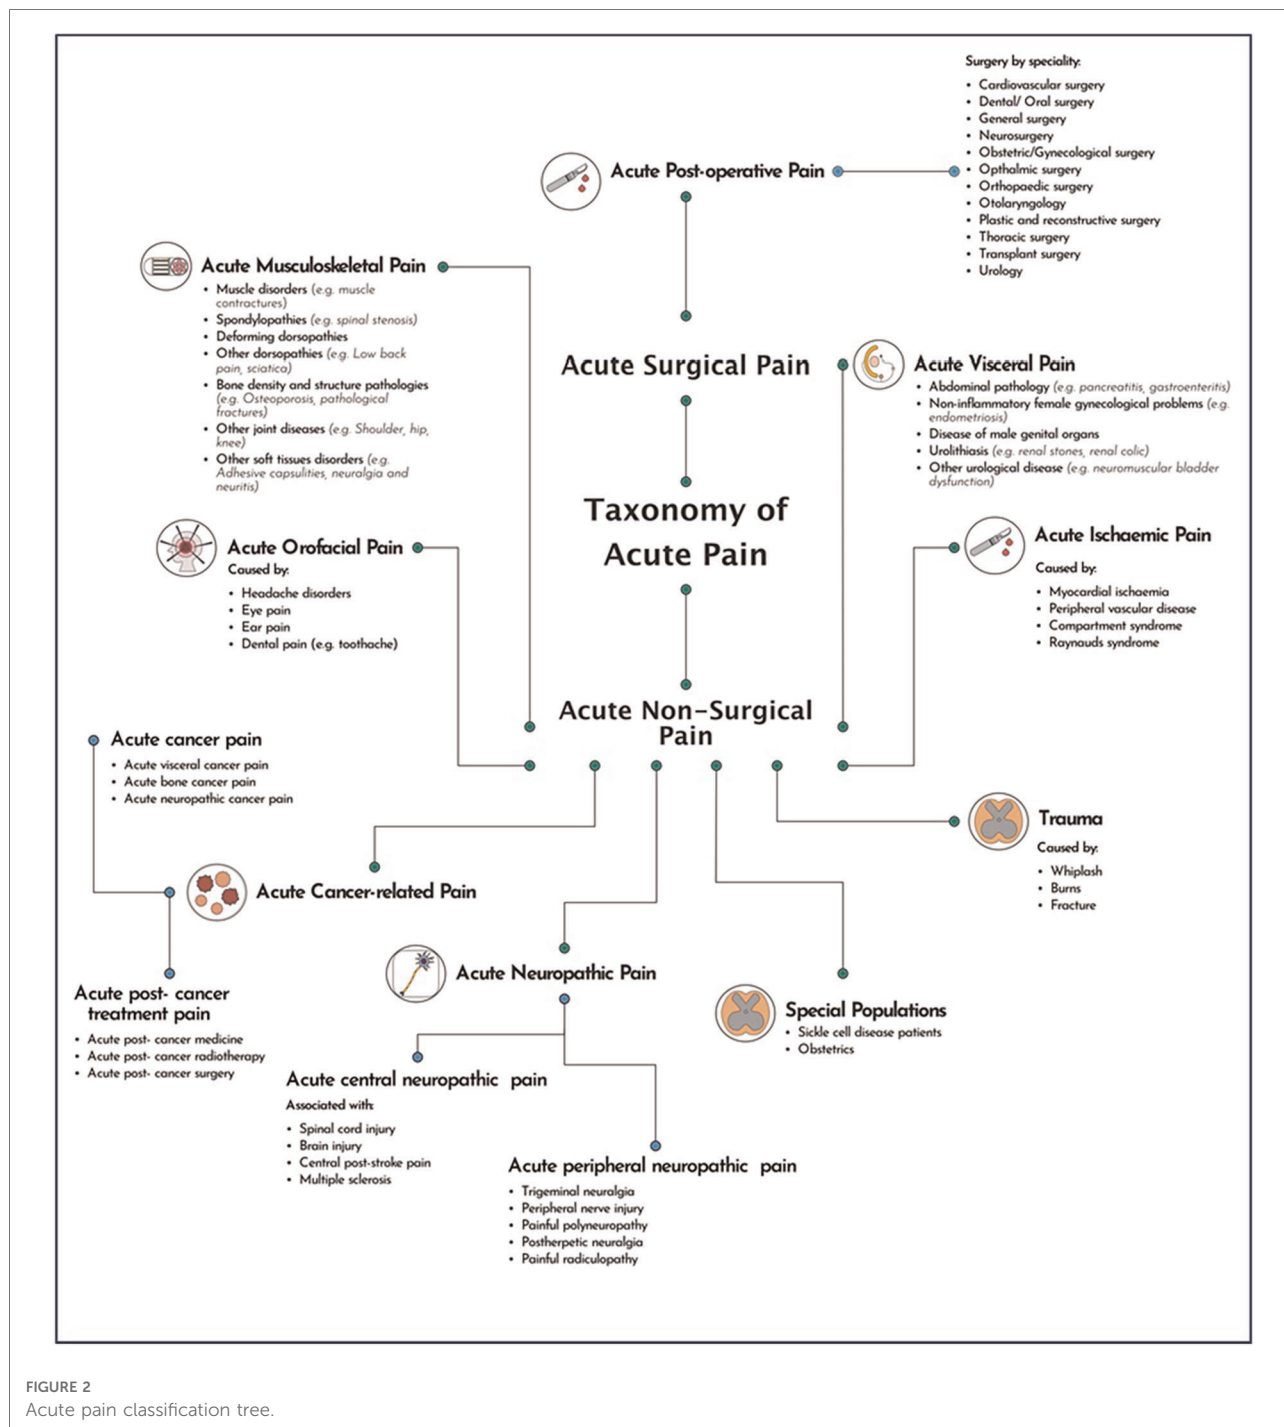 Surgery by speciality:
• Cardiovascular surgery
• Dental/ Oral surgery
• General surgery
• Neurosurgery
• Obstetric/Gynecological surgery
• Opthalmic surgery
• Orthopaedic surgery
• Otolaryngology
• Plastic and reconstructive surgery
• Thoracic surgery
• Transplant surgery
• Urology
Acute Post-operative Pain
Acute Musculoskeletal Pain
• Muscle disorders (e.g. muscle
contractures)
• Spondylopathies (e.g. spinal stenosis)
• Deforming dorsopathies
• Other dorsopathies (e.g. Low back
pain, sciatica)
• Bone density and structure pathologies
(e.g. Osteoporosis, pathological
fractures)
• Other joint diseases (e.g. Shoulder, hip,
knee)
• Other soft tissues disorders (e.g.
Adhesive capsulities, neuralgia and
neuritis)
Acute Surgical Pain
Acute Visceral Pain
• Abdominal pathology (e.g. pancreatitis, gastroenteritis)
• Non-inflammatory female gynecological problems (e.g.
endometriosis)
• Disease of male genital organs
• Urolithiasis (e.g. renal stones, renal colic)
• Other urological disease (e.g. neuromuscular bladder
dysfunction)
Taxonomy of
Acute Pain
Acute Orofacial Pain
Caused by:
• Headache disorders
• Eye pain
• Ear pain
• Dental pain (e.g. toothache)
Acute Ischaemic Pain
Caused by:
• Myocardial ischaemia
• Peripheral vascular disease
• Compartment syndrome
• Raynauds syndrome
Acute Non-Surgical
Pain
Acute cancer pain
• Acute visceral cancer pain
• Acute bone cancer pain
• Acute neuropathic cancer pain
Trauma
Caused by:
• Whiplash
• Burns
• Fracture
Acute Cancer-related Pain
Acute Neuropathic Pain
Acute post- cancer
treatment pain
• Acute post- cancer medicine
• Acute post- cancer radiotherapy
• Acute post- cancer surgery
Special Populations
• Sickle cell disease patients
• Obstetrics
Acute central neuropathic pain
Associated with:
• Spinal cord injury
• Brain injury
• Central post-stroke pain
• Multiple sclerosis
Acute peripheral neuropathic pain
• Trigeminal neuralgia
• Peripheral nerve injury
• Painful polyneuropathy
• Postherpetic neuralgia
• Painful radiculopathy
FIGURE 2
Acute pain classification tree.